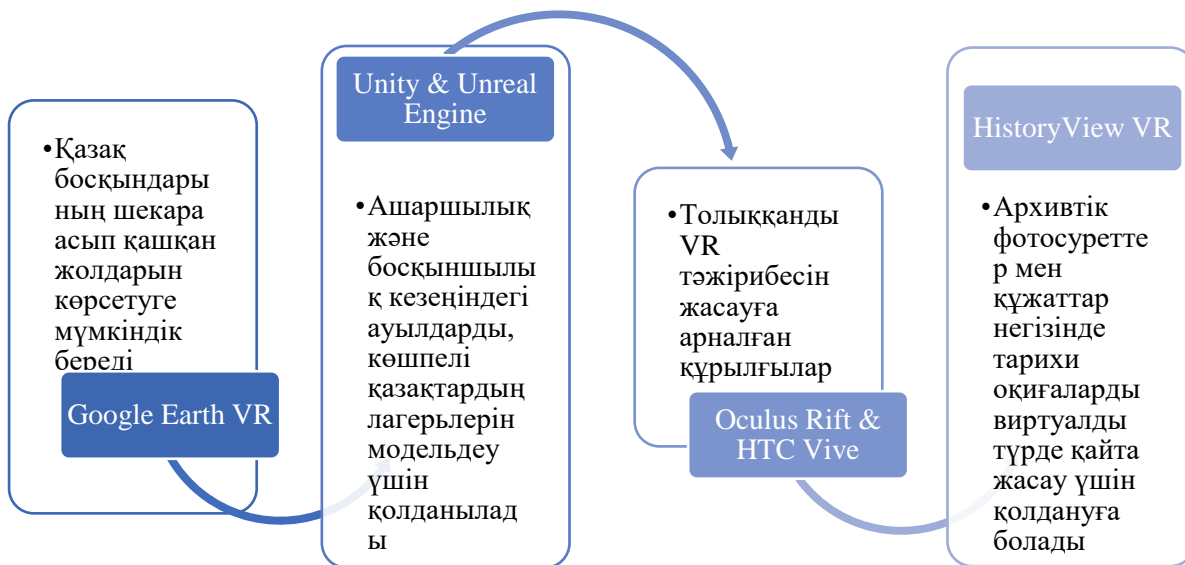 •Қазақ
босқындары
ның шекара
асып қашқан
жолдарын
көрсетуге
мүмкіндік
береді
Google Earth VR
Unity & Unreal
Engine
•Ашаршылық
және
босқыншылы
қ кезеңіндегі
ауылдарды,
көшпелі
қазақтардың
лагерьлерін
модельдеу
үшін
қолданылад
ы
•Толыққанды
VR
тәжірибесін
жасауға
арналған
құрылғылар
Oculus Rift &
HTC Vive
HistoryView VR
•Архивтік
фотосуретте
р мен
құжаттар
негізінде
тарихи
оқиғаларды
виртуалды
түрде қайта
жасау үшін
қолдануға
болады